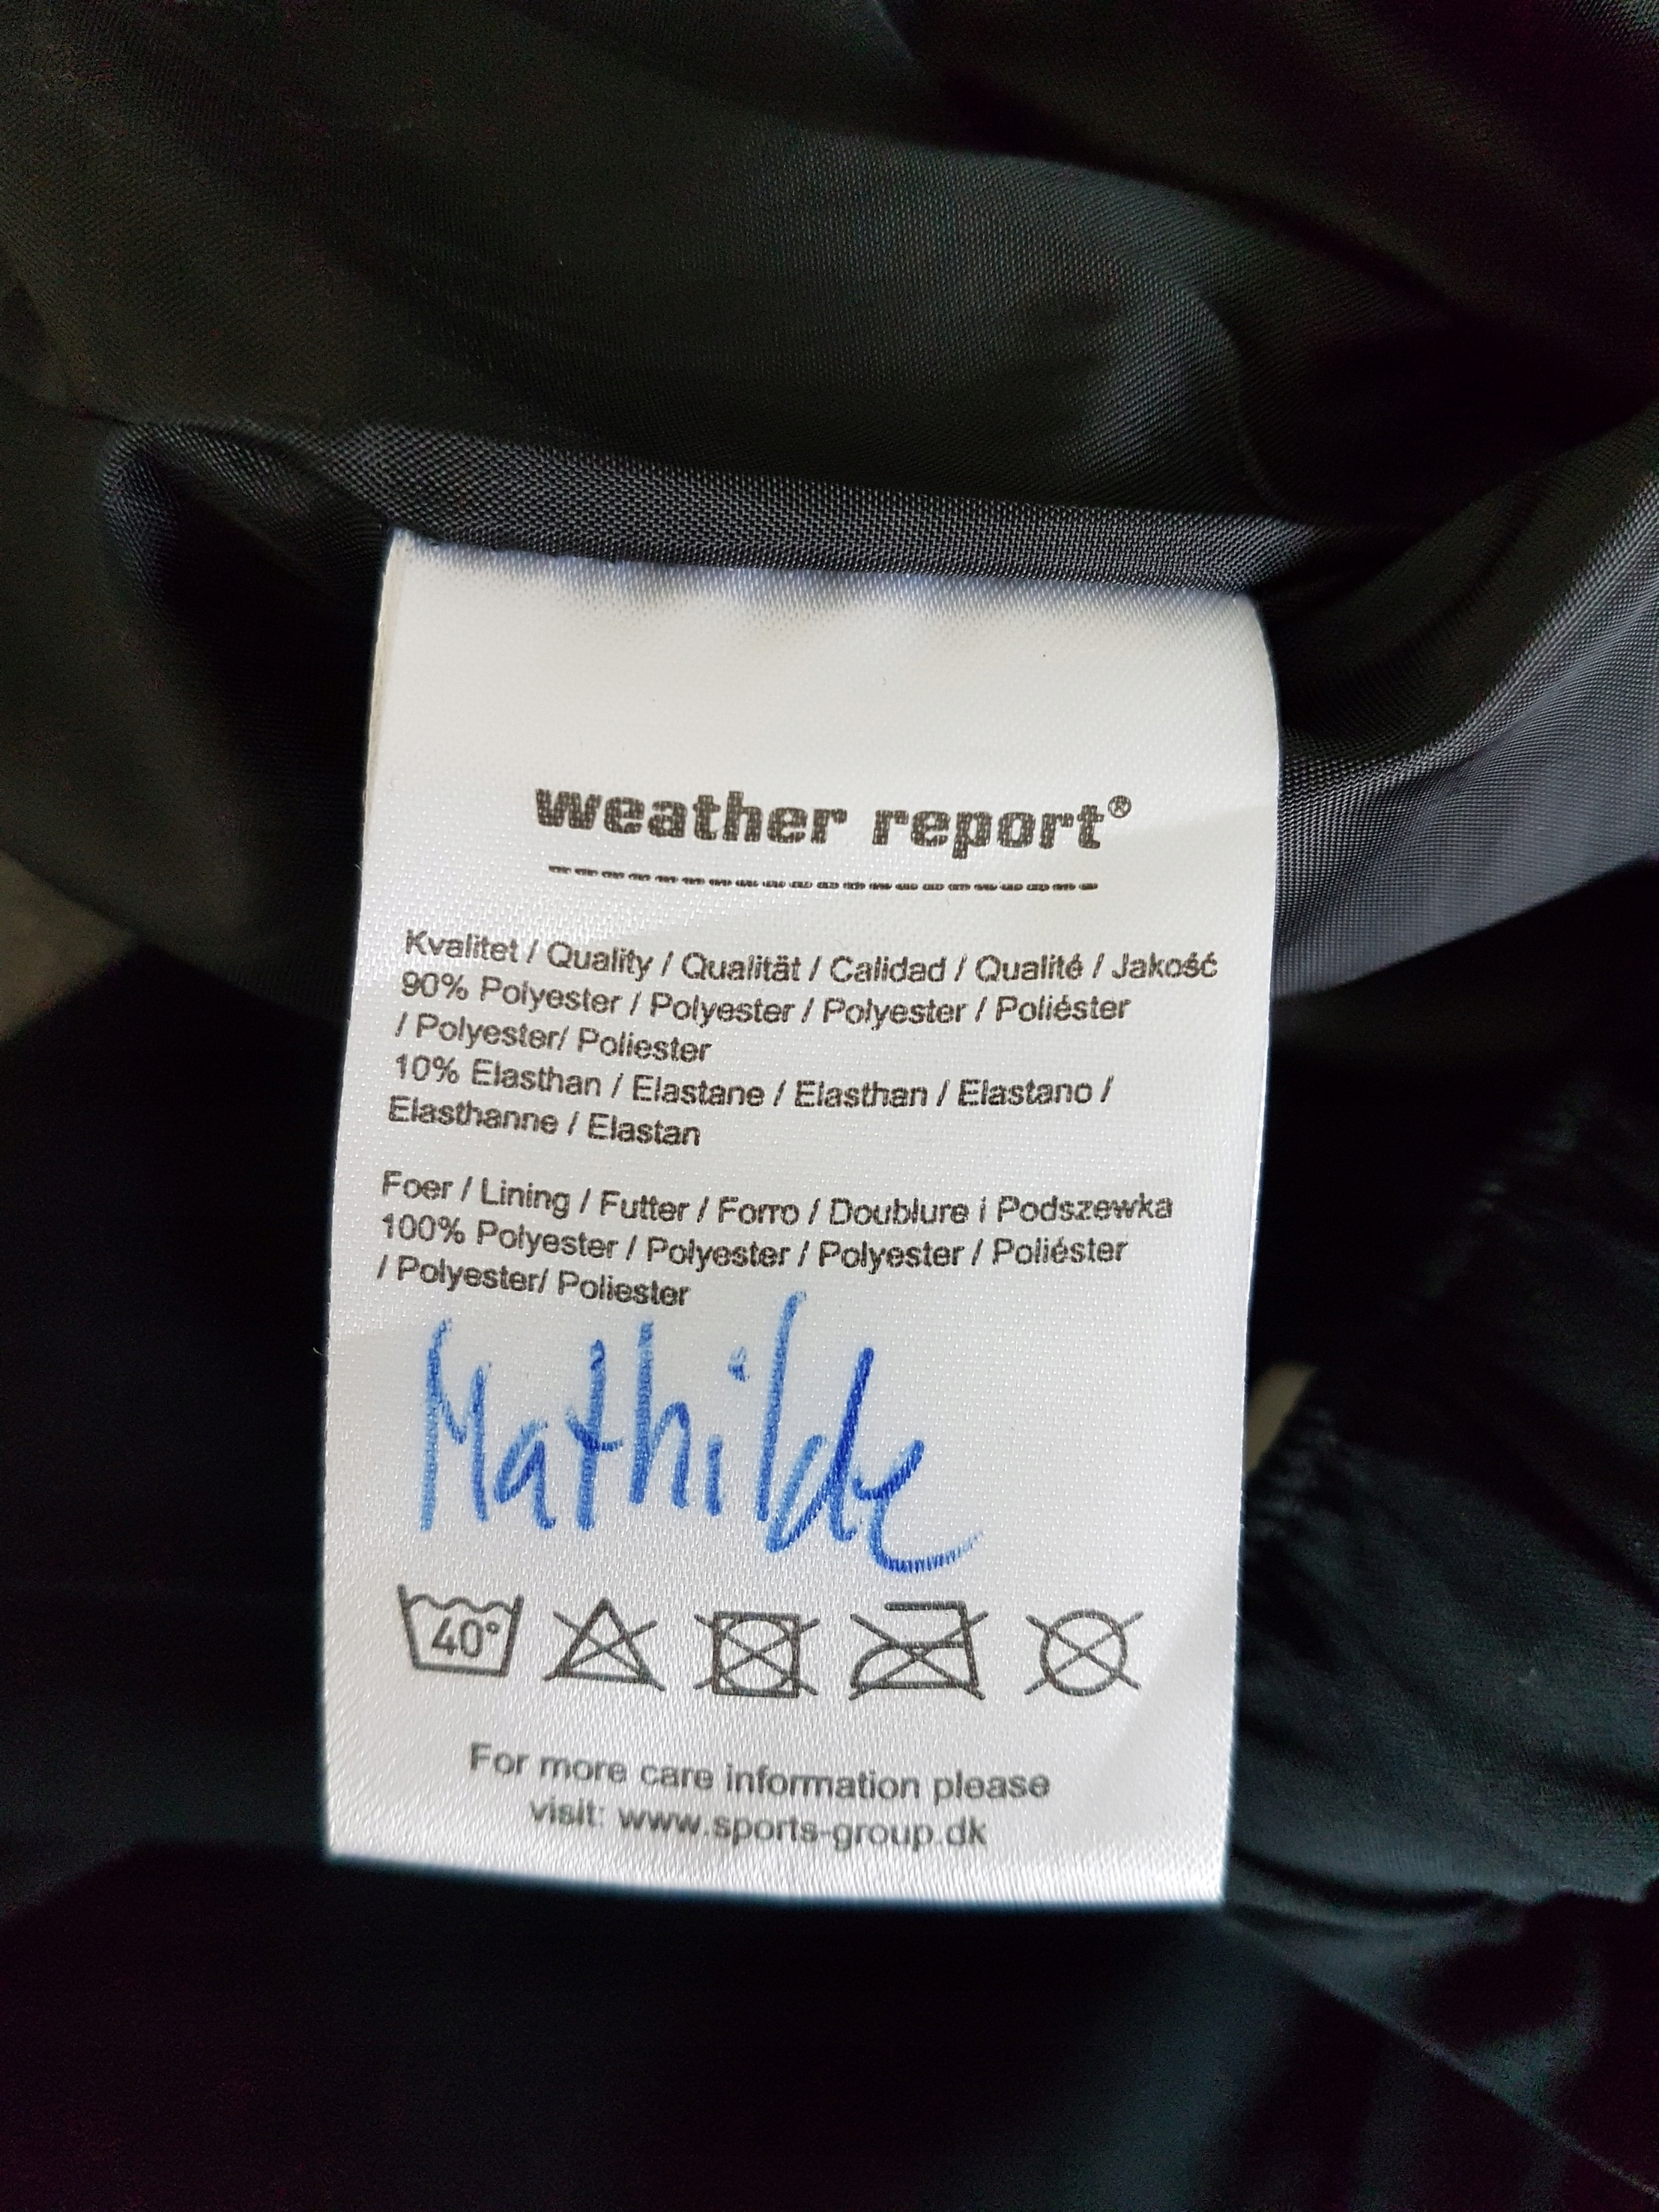 weather report®
Kvalitet / Quality / Qualität / Calidad / Qualité / Jakość
90% Polyester / Polyester / Polyester / Poliéster
/ Polyester/ Poliester
10% Elasthan / Elastane / Elasthan / Elastano /
Elasthanne / Elastan
Foer / Lining / Futter / Forro / Doublure i Podszewka
100% Polyester / Polyester / Polyester / Poliéster
/ Polyester/ Poliester
Mathilde
40°
For more care information please
visit: www.sports-group.dk